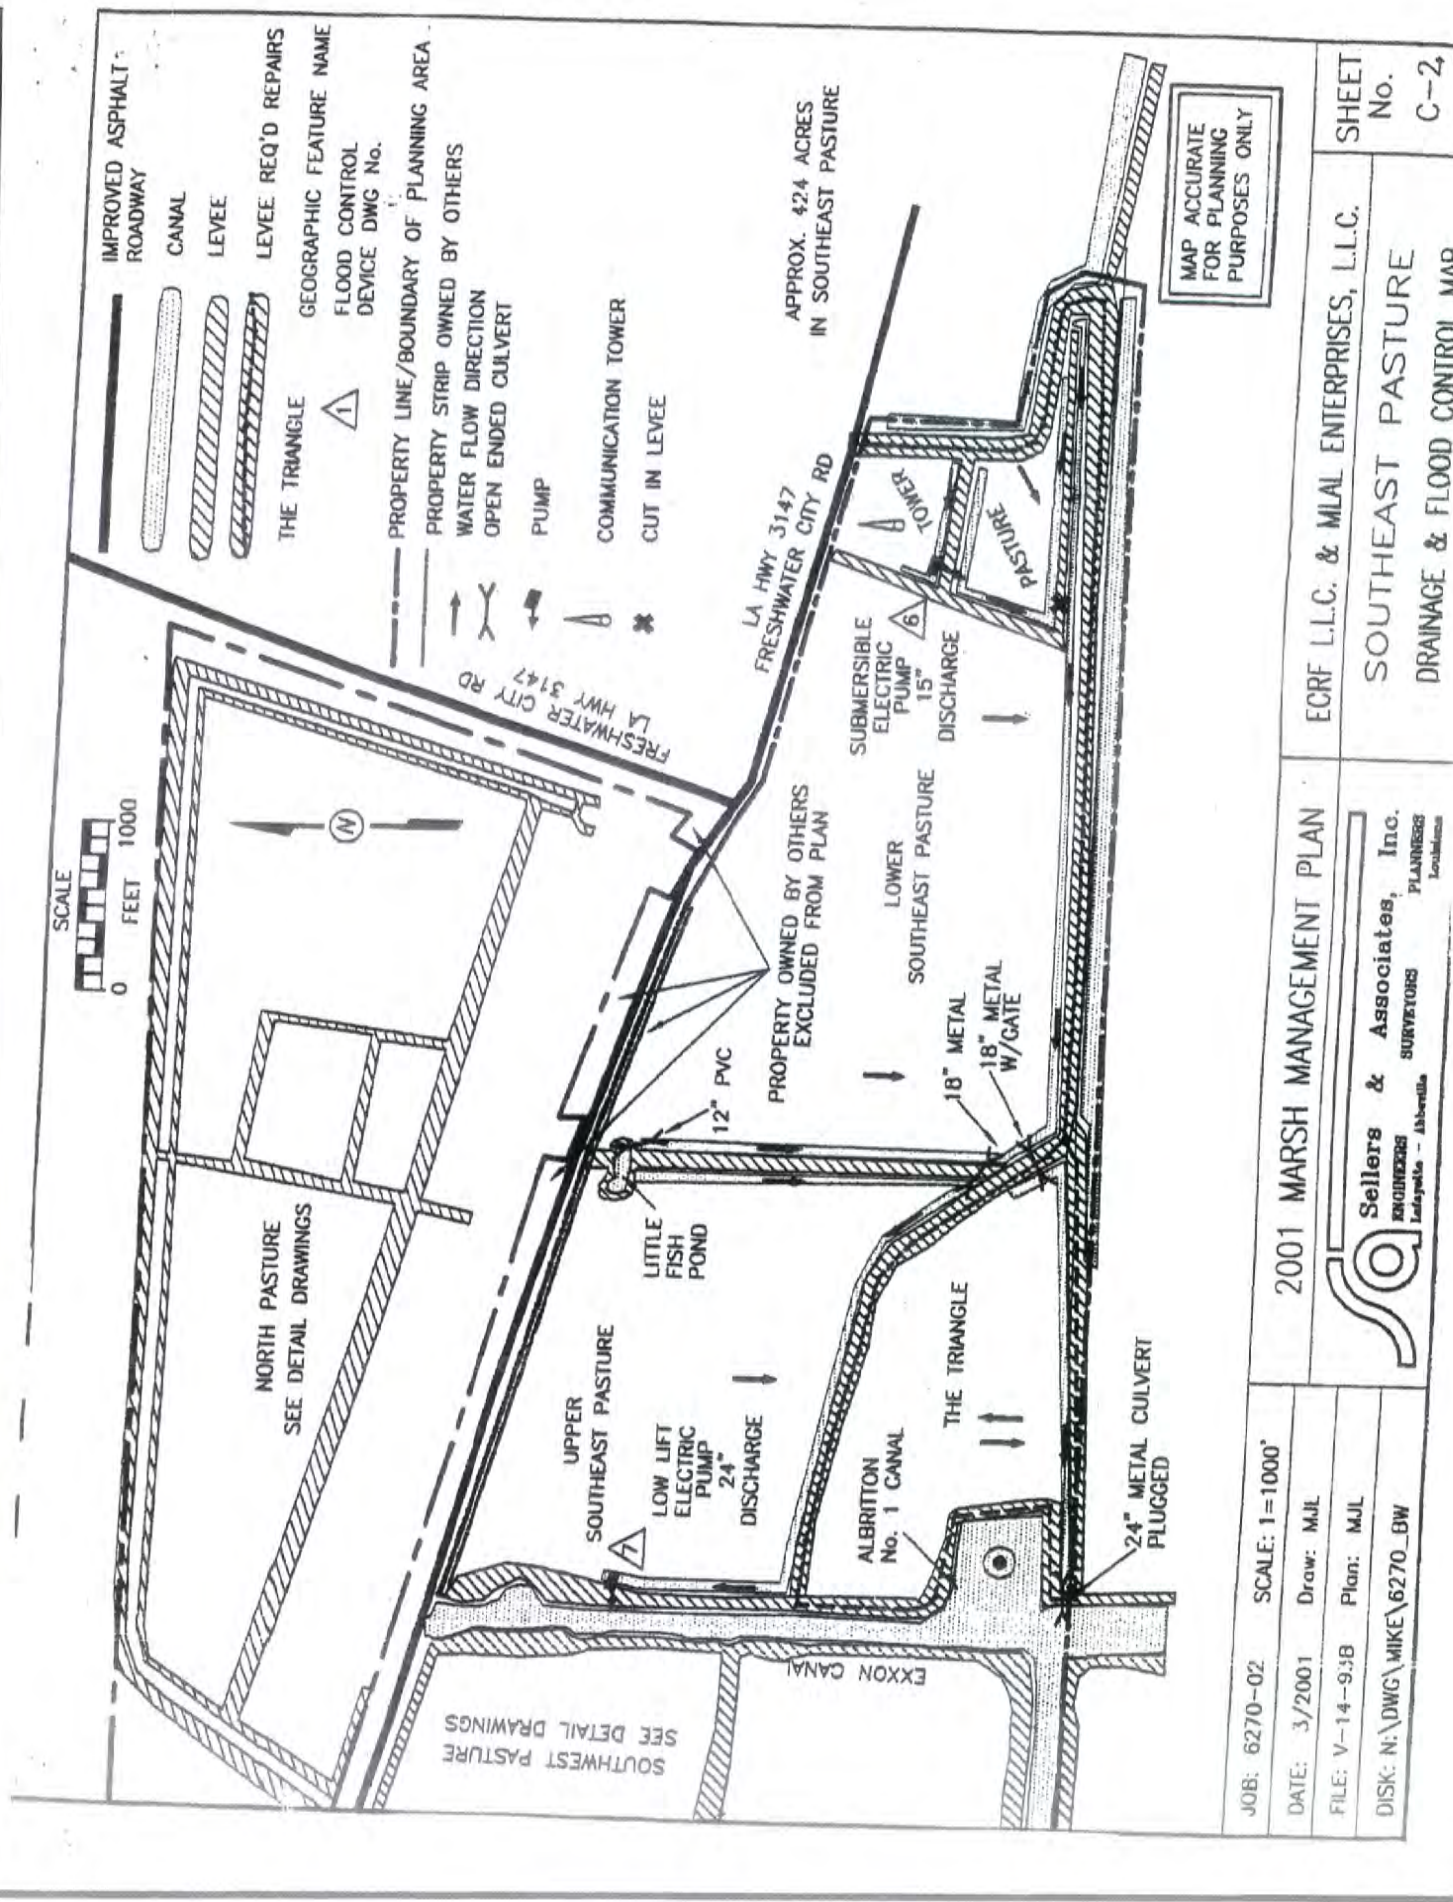 IMPROVED ASPHALT
ROADWAY
CANAL
LEVEE
LEVEE REQ'D REPAIRS
THE TRIANGLE
GEOGRAPHIC FEATURE NAME
1
FLOOD CONTROL
DEVICE DWG No.
PROPERTY LINE/BOUNDARY OF PLANNING AREA
PROPERTY STRIP OWNED BY OTHERS
WATER FLOW DIRECTION
OPEN ENDED CULVERT
PUMP
COMMUNICATION TOWER
CUT IN LEVEE
SCALE
0
1000
FEET
N
FRESHWATER CITY RD
LA HWY 3147
NORTH PASTURE
SEE DETAIL DRAWINGS
APPROX. 424 ACRES
IN SOUTHEAST PASTURE
LA HWY 3147
FRESHWATER CITY RD
TOWER
PASTURE
SUBMERSIBLE
ELECTRIC
PUMP
15"
DISCHARGE
6
LOWER
SOUTHEAST PASTURE
PROPERTY OWNED BY OTHERS
EXCLUDED FROM PLAN
12" PVC
18" METAL
18" METAL
W/GATE
LITTLE
FISH
POND
UPPER
SOUTHEAST PASTURE
7
LOW LIFT
ELECTRIC
PUMP
24"
DISCHARGE
THE TRIANGLE
ALBRITTON
No. 1 CANAL
24" METAL CULVERT
PLUGGED
EXXON CANAL
SOUTHWEST PASTURE
SEE DETAIL DRAWINGS
MAP ACCURATE
FOR PLANNING
PURPOSES ONLY
JOB: 6270-02
SCALE: 1=1000'
DATE: 3/2001
Draw: MJL
FILE: V-14-93B
Plan: MJL
DISK: N:\DWG\MIKE\6270_BW
2001 MARSH MANAGEMENT PLAN
Sellers & Associates, Inc.
ENGINEERS SURVEYORS PLANNERS
Lafayette - Abbeville Louisiana
ECRF L.L.C. & MLAL ENTERPRISES, L.L.C.
SOUTHEAST PASTURE
DRAINAGE & FLOOD CONTROL MAP
SHEET
No.
C-2